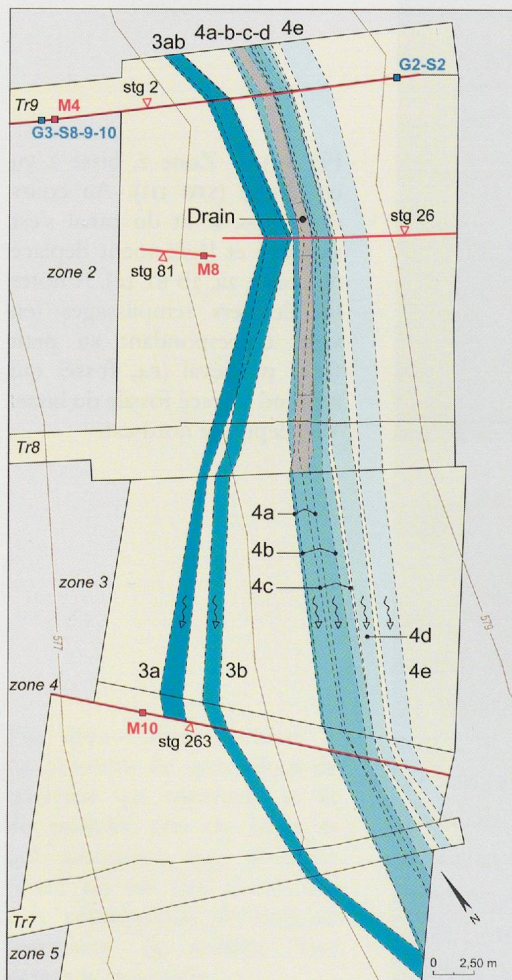 4a-b-c-d
4e
3ab
stg 2
G2-S2
M4
Tr9
G3-S8-9-10
Drain
stg 26
zone 2
stg 81
M8
Tr8
4a
4b
4c
zone 3
577
579
4d
3a
3b
4e
zone 4
M10
stg 263
Tr7
zone 5
N
0 2,50 m